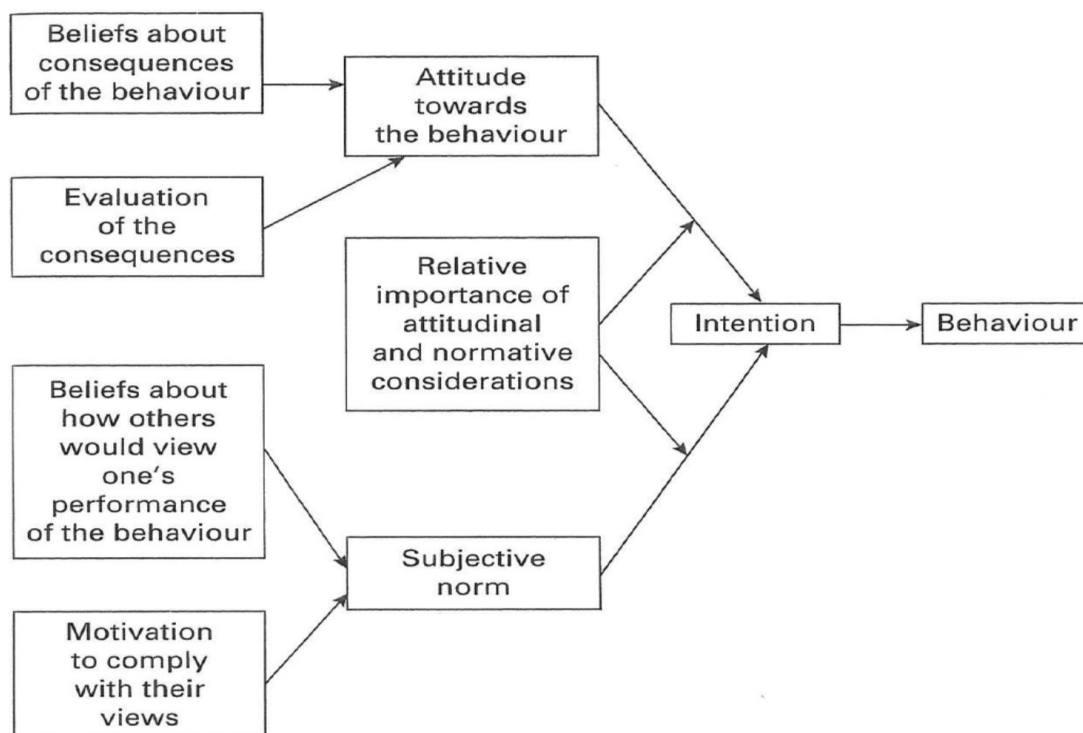 Beliefs about
consequences
of the behaviour
Attitude
towards
the behaviour
Evaluation
of the
consequences
Relative
importance of
attitudinal
and normative
considerations
Intention
Behaviour
Beliefs about
how others
would view
one's
performance
of the behaviour
Subjective
norm
Motivation
to comply
with their
views